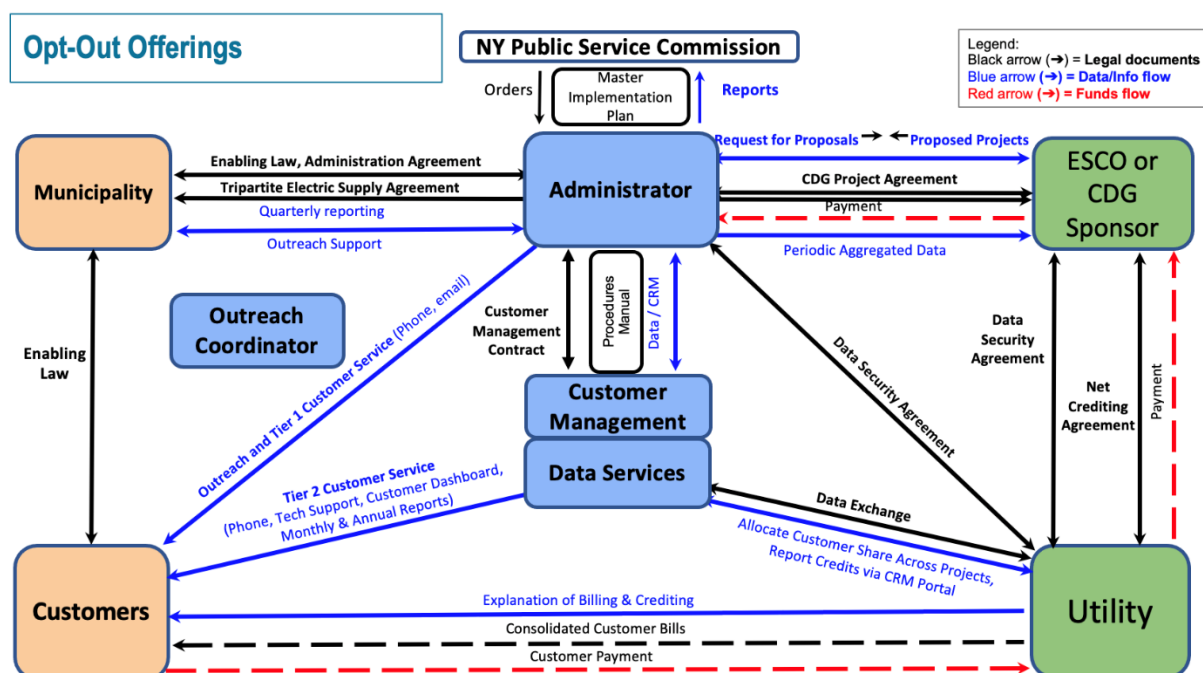 Opt-Out Offerings
NY Public Service Commission
Legend:
Black arrow (➔) = Legal documents
Blue arrow (➔) = Data/Info flow
Red arrow (➔) = Funds flow
Orders
Master
Implementation
Plan
Reports
Request for Proposals
Proposed Projects
Municipality
Enabling Law, Administration Agreement
Tripartite Electric Supply Agreement
Quarterly reporting
Outreach Support
Administrator
CDG Project Agreement
Payment
Periodic Aggregated Data
ESCO or
CDG
Sponsor
Outreach
Coordinator
Enabling
Law
Outreach and Tier 1 Customer Service (Phone, email)
Customer
Management
Contract
Procedures
Manual
Data / CRM
Data Security Agreement
Data
Security
Agreement
Net
Crediting
Agreement
Payment
Customer
Management
Data Services
Tier 2 Customer Service
(Phone, Tech Support, Customer Dashboard,
Monthly & Annual Reports)
Data Exchange
Allocate Customer Share Across Projects,
Report Credits via CRM Portal
Customers
Explanation of Billing & Crediting
Consolidated Customer Bills
Customer Payment
Utility